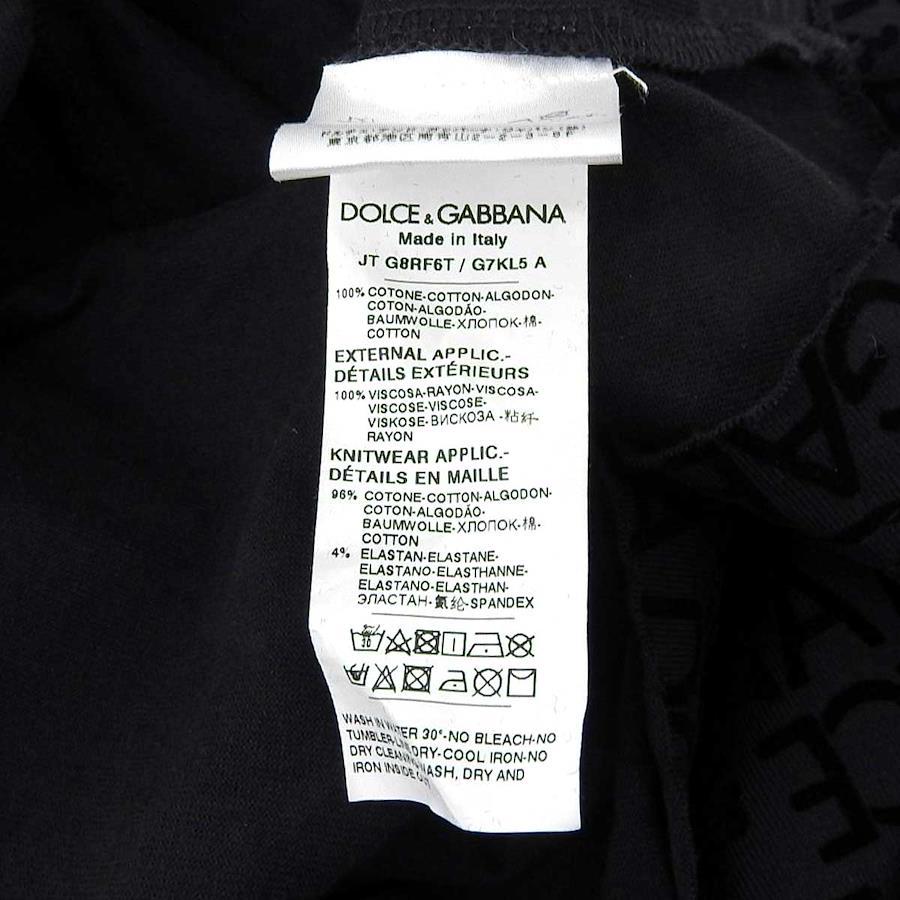 DOLCE & GABBANA
Made in Italy
JT G8RF6T / G7KL5 A
100% COTONE-COTTON-ALGODON-
COTON-ALGODÃO-
BAUMWOLLE-ХЛОПОК-棉-
COTTON
EXTERNAL APPLIC.-
DÉTAILS EXTÉRIEURS
100% VISCOSA-RAYON-VISCOSA-
VISCOSE-VISCOSE-
VISKOSE-ВИСКОЗА-粘纤-
RAYON
KNITWEAR APPLIC.-
DÉTAILS EN MAILLE
96% COTONE-COTTON-ALGODON-
COTON-ALGODÃO-
BAUMWOLLE-ХЛОПОК-棉-
COTTON
4% ELASTAN-ELASTANE-
ELASTANO-ELASTHANNE-
ELASTANO-ELASTHAN-
ЭЛАСТАН-氨纶-SPANDEX
30
WASH IN WATER 30°-NO BLEACH-NO
TUMBLER-LINE DRY-COOL IRON-NO
DRY CLEANING-WASH, DRY AND
IRON INSIDE OUT